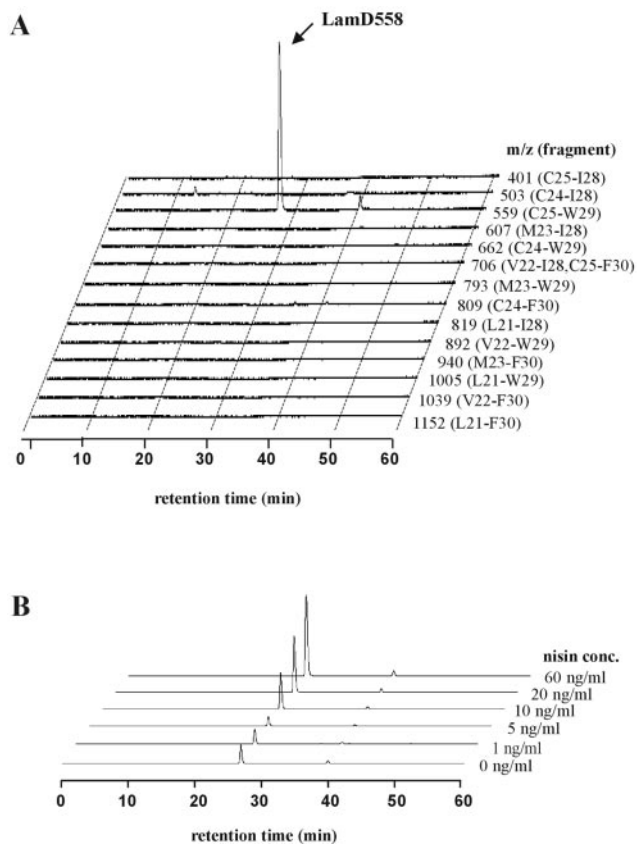 A
LamD558
m/z (fragment)
401 (C25-I28)
503 (C24-I28)
559 (C25-W29)
607 (M23-I28)
662 (C24-W29)
706 (V22-I28,C25-F30)
793 (M23-W29)
809 (C24-F30)
819 (L21-I28)
892 (V22-W29)
940 (M23-F30)
1005 (L21-W29)
1039 (V22-F30)
1152 (L21-F30)
0 10 20 30 40 50 60
retention time (min)
B
nisin conc.
60 ng/ml
20 ng/ml
10 ng/ml
5 ng/ml
1 ng/ml
0 ng/ml
0 10 20 30 40 50 60
retention time (min)